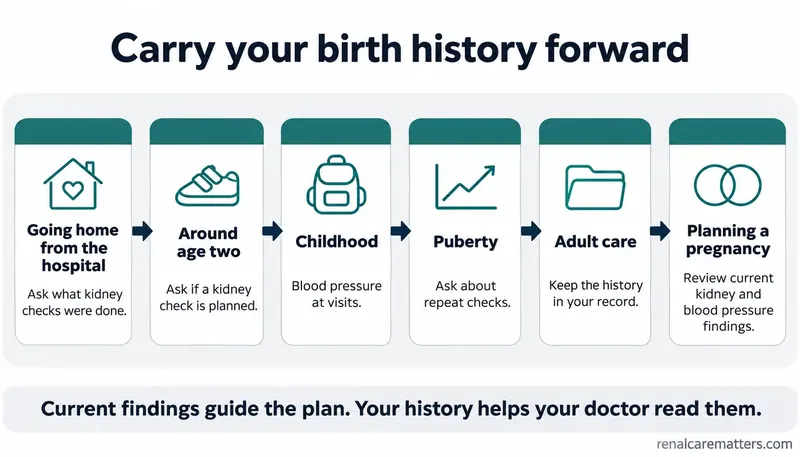 Carry your birth history forward
Going home
from the
hospital
Ask what kidney
checks were done.
Around
age two
Ask if a kidney
check is planned.
Childhood
Blood pressure
at visits.
Puberty
Ask about
repeat checks.
Adult care
Keep the history
in your record.
Planning a
pregnancy
Review current
kidney and
blood pressure
findings.
Current findings guide the plan. Your history helps your doctor read them.
renalcarematters.com